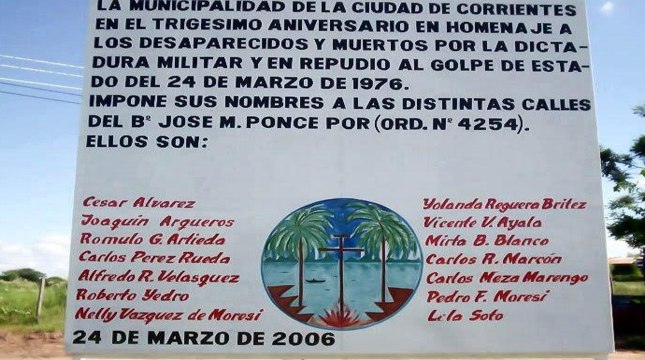 LA MUNICIPALIDAD DE LA CIUDAD DE CORRIENTES
EN EL TRIGESIMO ANIVERSARIO EN HOMENAJE A
LOS DESAPARECIDOS Y MUERTOS POR LA DICTA-
DURA MILITAR Y EN REPUDIO AL GOLPE DE ESTA-
DO DEL 24 DE MARZO DE 1976.
IMPONE SUS NOMBRES A LAS DISTINTAS CALLES
DEL Bº JOSE M. PONCE POR (ORD. Nº 4254).
ELLOS SON:
Cesar Alvarez
Joaquin Arqueros
Romulo G. Artieda
Carlos Perez Rueda
Alfredo R. Velasquez
Roberto Yedro
Nelly Vazquez de Moresi
Yolanda Reguera Britez
Vicente V. Ayala
Mirta B. Blanco
Carlos R. Marcón
Carlos Meza Marengo
Pedro F. Moresi
Lila Soto
24 DE MARZO DE 2006